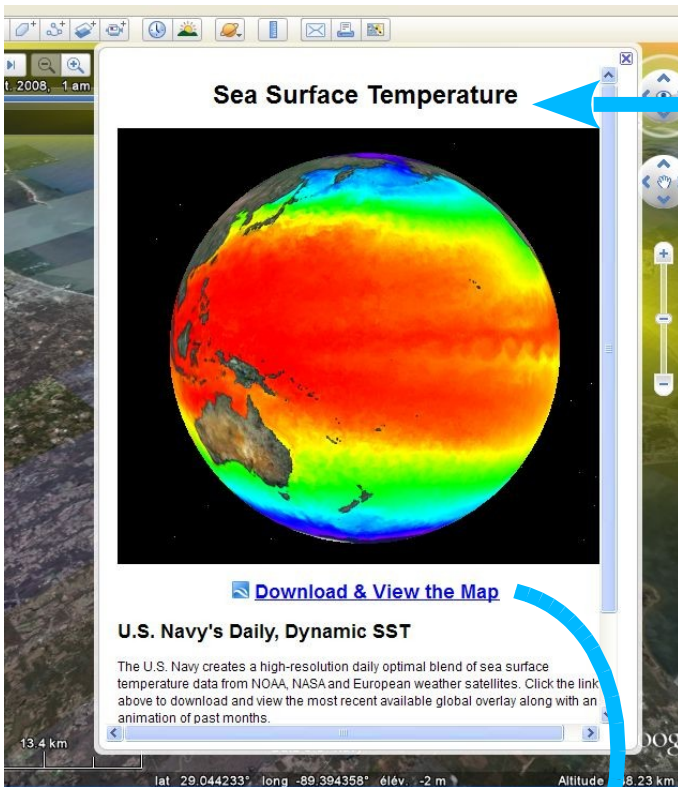 t. 2008, 1 am
Sea Surface Temperature
Download & View the Map
U.S. Navy's Daily, Dynamic SST
The U.S. Navy creates a high-resolution daily optimal blend of sea surface
temperature data from NOAA, NASA and European weather satellites. Click the link
above to download and view the most recent available global overlay along with an
animation of past months.
13.4 km
lat 29.044233° long -89.394358° élév. -2 m Altitude